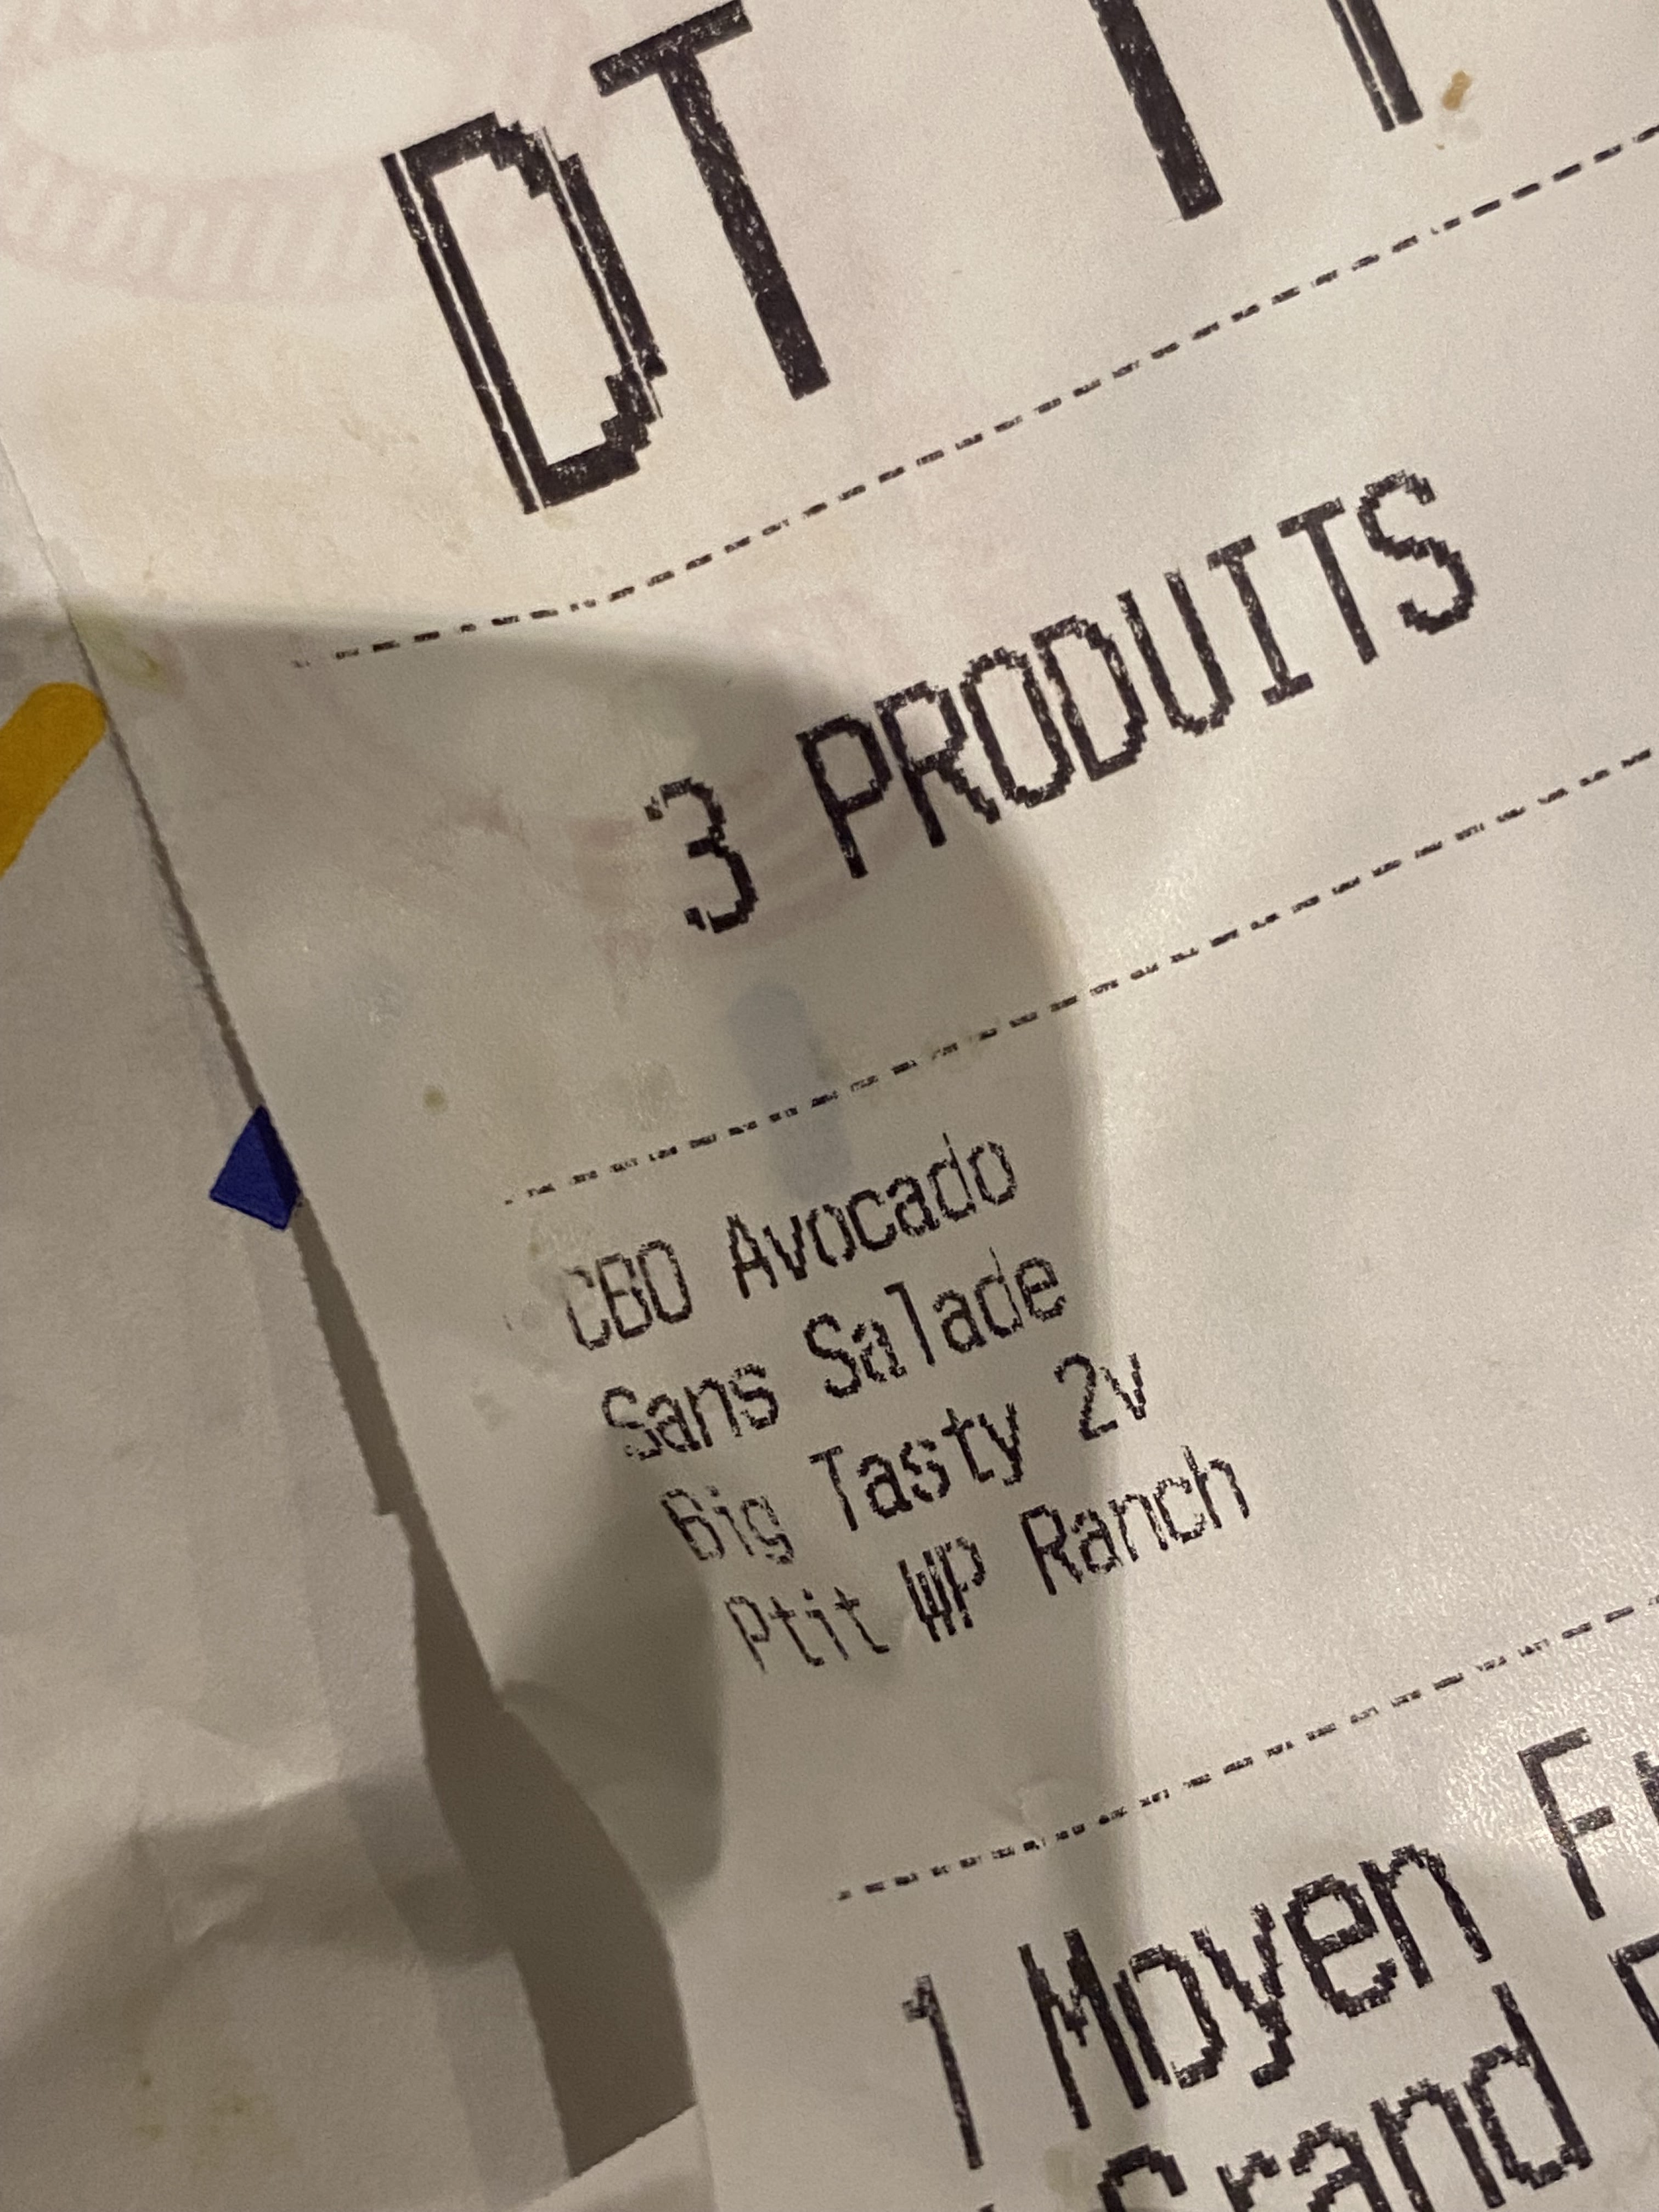 DT
3 PRODUITS
CBO Avocado
Sans Salade
Big Tasty 2v
Ptit WP Ranch
1 Moyen
Grand